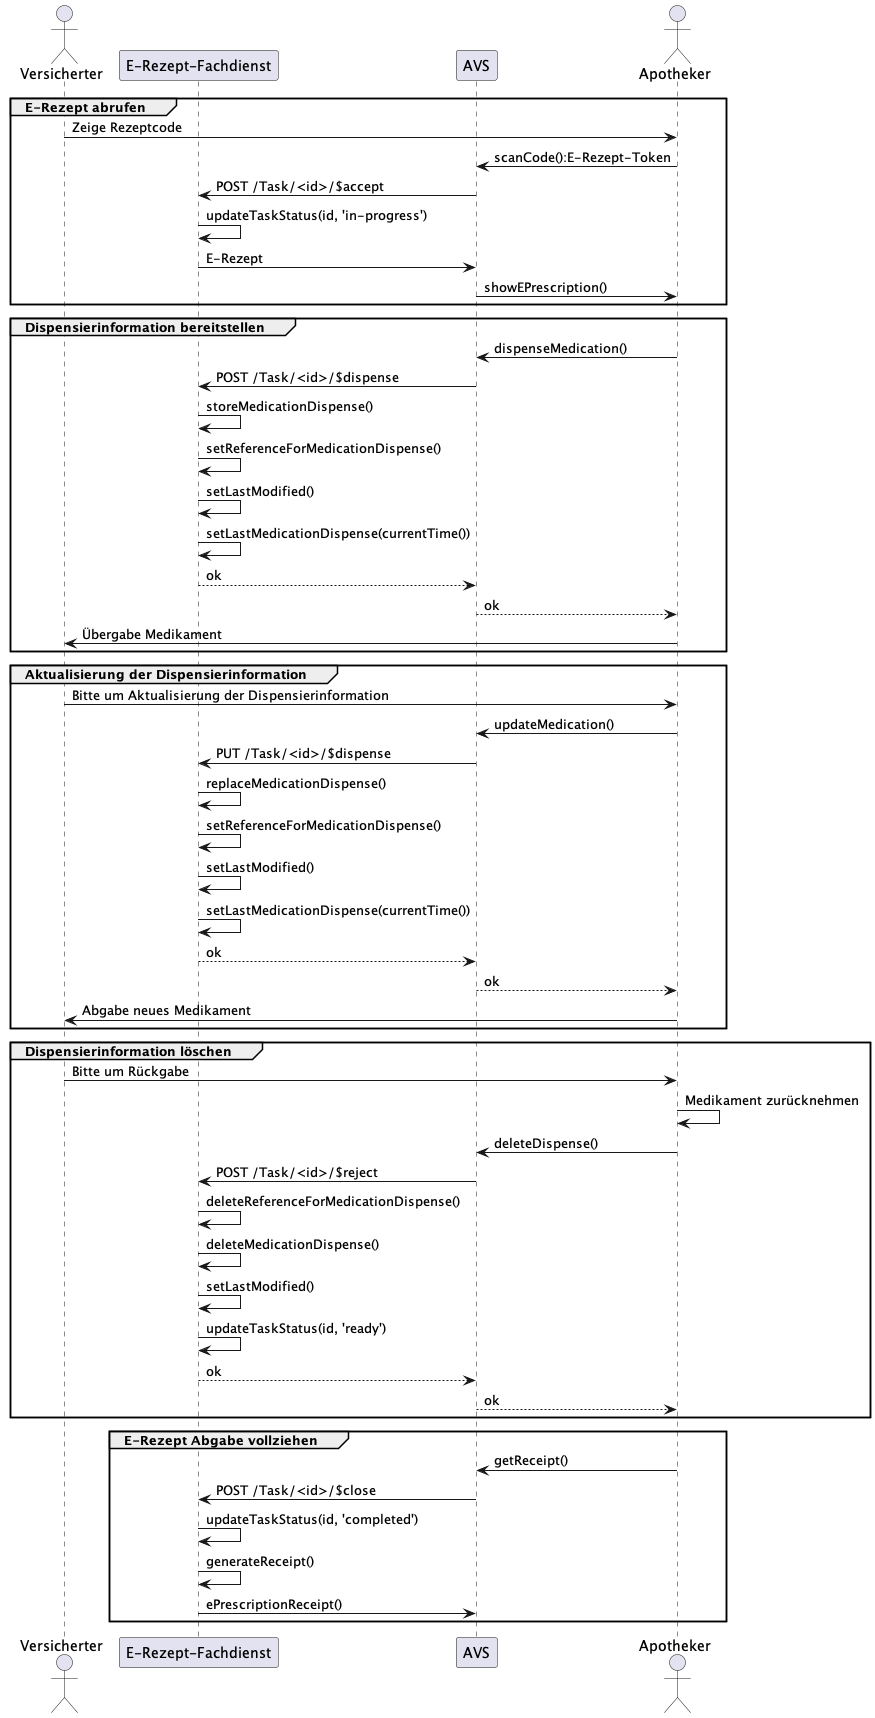 Versicherter
E-Rezept-Fachdienst
AVS
Apotheker
E-Rezept abrufen
Zeige Rezeptcode
scanCode():E-Rezept-Token
POST /Task/<id>/$accept
updateTaskStatus(id, 'in-progress')
E-Rezept
showEPrescription()
Dispensierinformation bereitstellen
dispenseMedication()
POST /Task/<id>/$dispense
storeMedicationDispense()
setReferenceForMedicationDispense()
setLastModified()
setLastMedicationDispense(currentTime())
ok
ok
Übergabe Medikament
Aktualisierung der Dispensierinformation
Bitte um Aktualisierung der Dispensierinformation
updateMedication()
PUT /Task/<id>/$dispense
replaceMedicationDispense()
setReferenceForMedicationDispense()
setLastModified()
setLastMedicationDispense(currentTime())
ok
ok
Abgabe neues Medikament
Dispensierinformation löschen
Bitte um Rückgabe
Medikament zurücknehmen
deleteDispense()
POST /Task/<id>/$reject
deleteReferenceForMedicationDispense()
deleteMedicationDispense()
setLastModified()
updateTaskStatus(id, 'ready')
ok
ok
E-Rezept Abgabe vollziehen
getReceipt()
POST /Task/<id>/$close
updateTaskStatus(id, 'completed')
generateReceipt()
ePrescriptionReceipt()
Versicherter
E-Rezept-Fachdienst
AVS
Apotheker